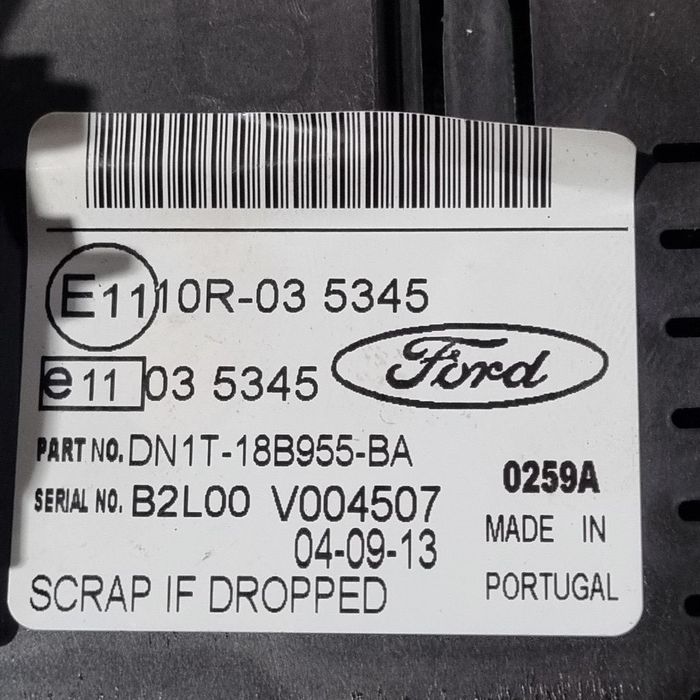 E11 10R-03 5345
e11 03 5345
Ford
PART NO. DN1T-18B955-BA
SERIAL NO. B2L00 V004507
04-09-13
0259A
MADE IN
PORTUGAL
SCRAP IF DROPPED